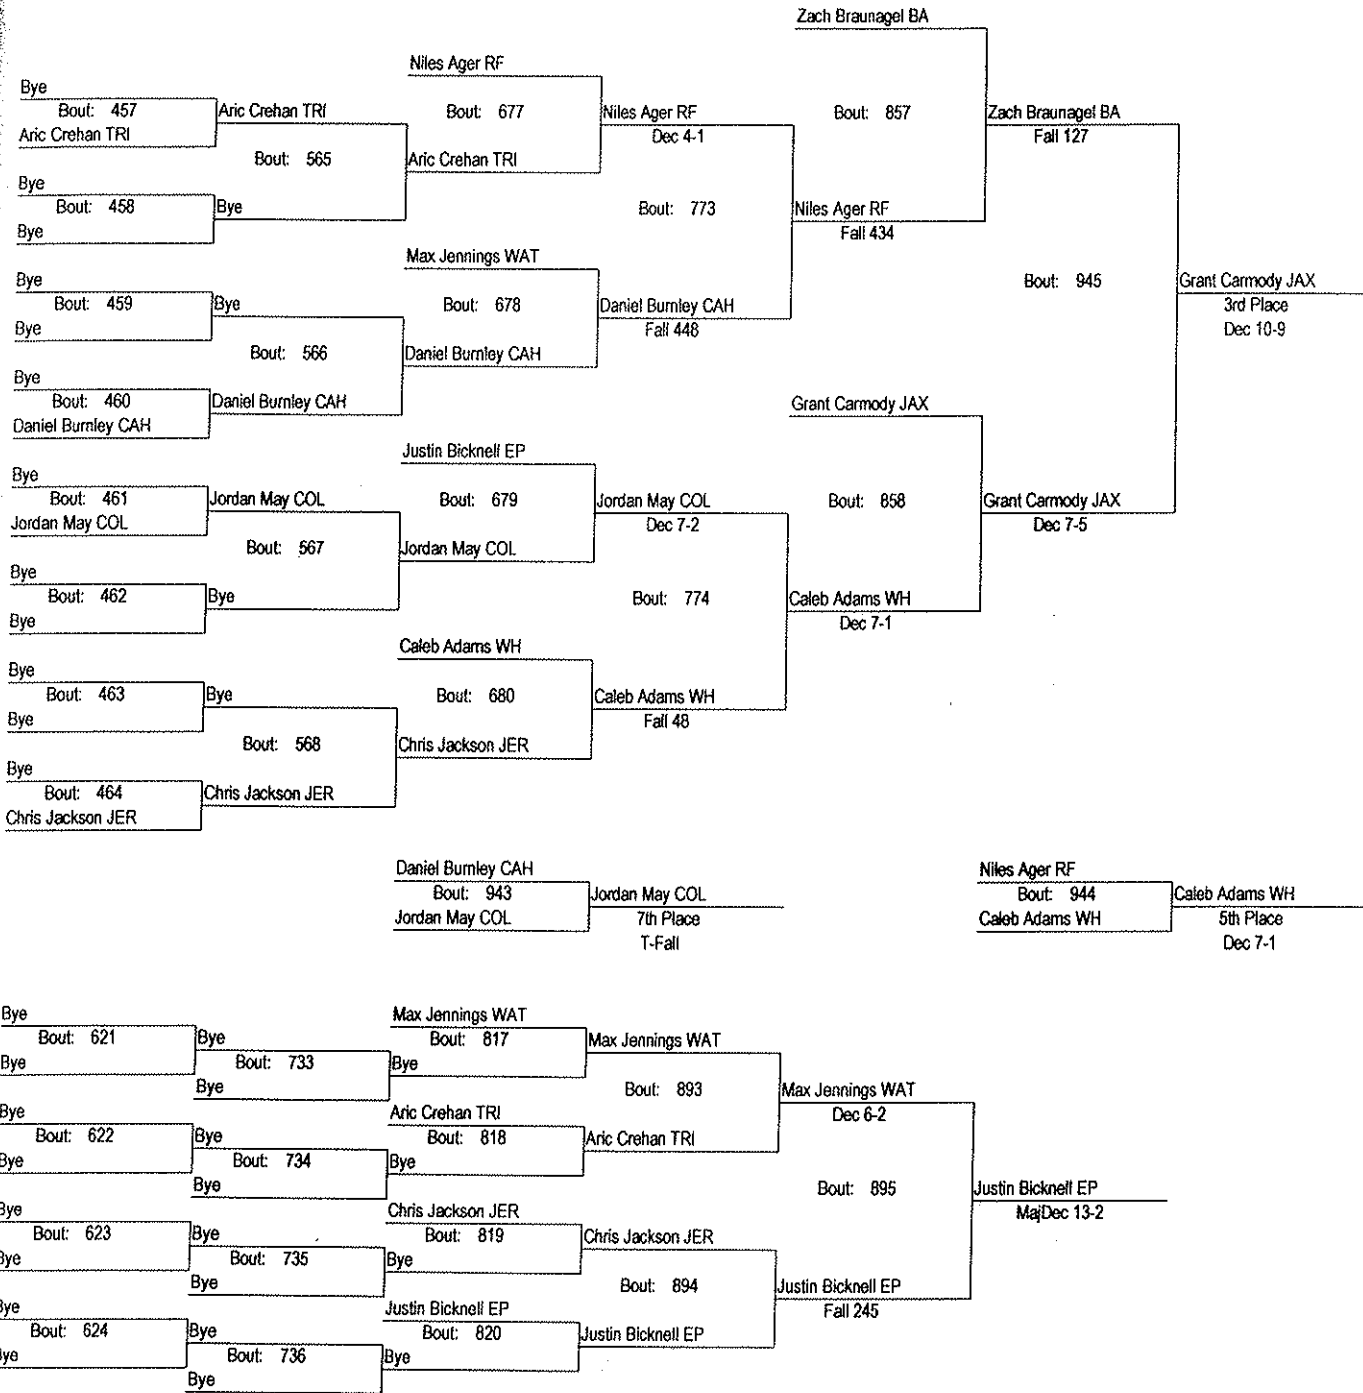 Zach Braunagel BA
Niles Ager RF
Bye
Bout: 457
Aric Crehan TRI
Aric Crehan TRI
Bout: 677
Niles Ager RF
Dec 4-1
Bout: 857
Zach Braunagel BA
Fall 127
Bout: 565
Aric Crehan TRI
Bye
Bout: 458
Bye
Bye
Bout: 773
Niles Ager RF
Fall 434
Max Jennings WAT
Bye
Bout: 459
Bye
Bye
Bout: 678
Daniel Burnley CAH
Fall 448
Bout: 945
Grant Carmody JAX
3rd Place
Dec 10-9
Bout: 566
Daniel Burnley CAH
Bye
Bout: 460
Daniel Burnley CAH
Daniel Burnley CAH
Grant Carmody JAX
Justin Bicknell EP
Bye
Bout: 461
Jordan May COL
Jordan May COL
Bout: 679
Jordan May COL
Dec 7-2
Bout: 858
Grant Carmody JAX
Dec 7-5
Bout: 567
Jordan May COL
Bye
Bout: 462
Bye
Bye
Bout: 774
Caleb Adams WH
Dec 7-1
Caleb Adams WH
Bye
Bout: 463
Bye
Bye
Bout: 680
Caleb Adams WH
Fall 48
Bout: 568
Chris Jackson JER
Bye
Bout: 464
Chris Jackson JER
Chris Jackson JER
Daniel Burnley CAH
Bout: 943
Jordan May COL
Jordan May COL
7th Place
T-Fall
Niles Ager RF
Bout: 944
Caleb Adams WH
Caleb Adams WH
5th Place
Dec 7-1
Bye
Bout: 621
Bye
Bye
Bout: 733
Bye
Max Jennings WAT
Bout: 817
Bye
Max Jennings WAT
Bout: 893
Max Jennings WAT
Dec 6-2
Bye
Bout: 622
Bye
Bye
Bout: 734
Bye
Aric Crehan TRI
Bout: 818
Bye
Aric Crehan TRI
Bout: 895
Justin Bicknell EP
MajDec 13-2
Bye
Bout: 623
Bye
Bye
Bout: 735
Bye
Chris Jackson JER
Bout: 819
Bye
Chris Jackson JER
Bout: 894
Justin Bicknell EP
Fall 245
Bye
Bout: 624
Bye
Bye
Bout: 736
Bye
Justin Bicknell EP
Bout: 820
Bye
Justin Bicknell EP